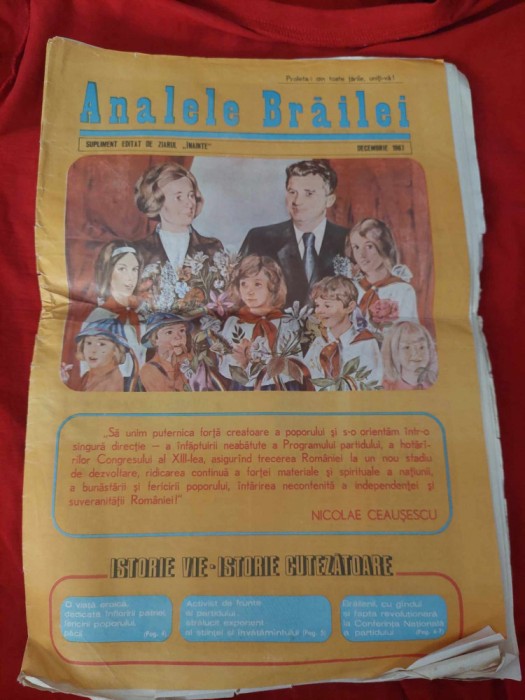 Proletari din toate țările, uniți-vă!
Analele Brăilei
SUPLIMENT EDITAT DE ZIARUL „ÎNAINTE”
DECEMBRIE 1987
„Să unim puternica forță creatoare a poporului și s-o orientăm într-o
singură direcție — a înfăptuirii neabătute a Programului partidului, a hotărî-
rilor Congresului al XIII-lea, asigurînd trecerea României la un nou stadiu
de dezvoltare, ridicarea continuă a forței materiale și spirituale a națiunii,
a bunăstării și fericirii poporului, întărirea necontenită a independenței și
suveranității României!”
NICOLAE CEAUȘESCU
ISTORIE VIE - ISTORIE CUTEZĂTOARE
O viață eroică,
dedicată înfloririi patriei,
fericirii poporului
(Pag. 2)
Activist de frunte
al partidului,
strălucit exponent
al științei și învățămîntului (Pag. 3)
Brăilenii, cu gîndul
și fapta revoluționară
la Conferința Națională
a partidului